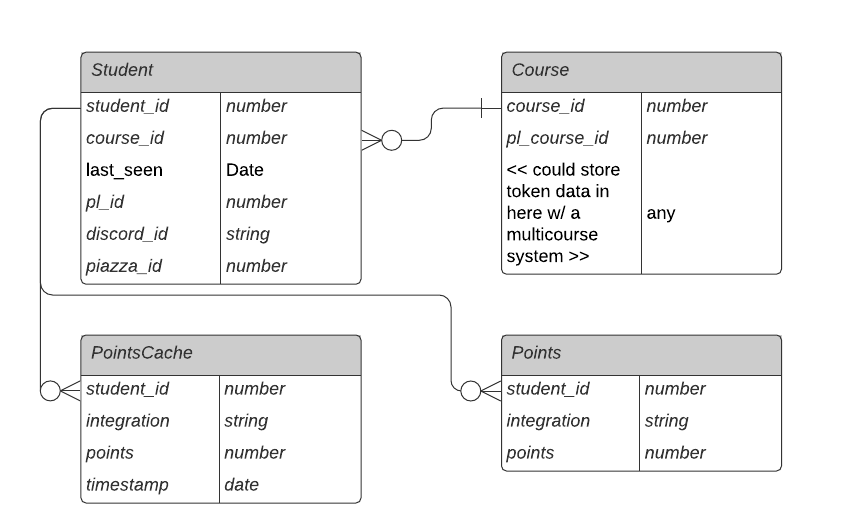 Student
student_id number
course_id number
last_seen Date
pl_id number
discord_id string
piazza_id number
Course
course_id number
pl_course_id number
<< could store
token data in
here w/ a any
multicourse
system >>
PointsCache
student_id number
integration string
points number
timestamp date
Points
student_id number
integration string
points number